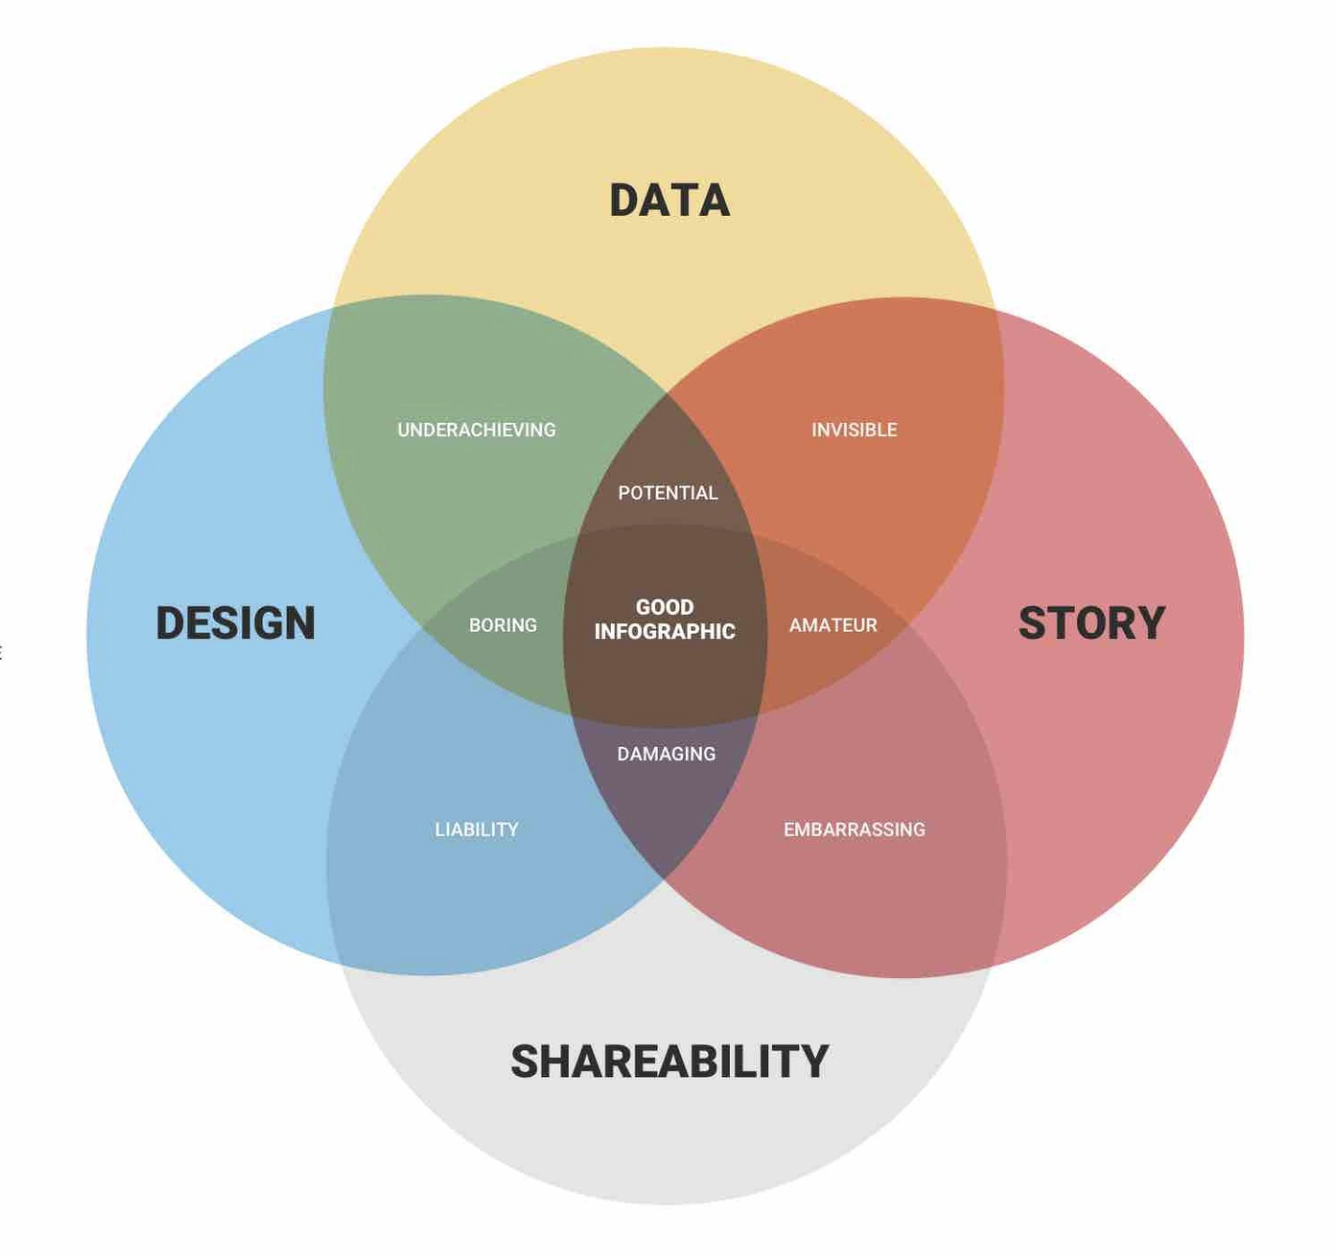 DATA
UNDERACHIEVING
INVISIBLE
POTENTIAL
DESIGN
BORING
GOOD
INFOGRAPHIC
AMATEUR
STORY
DAMAGING
LIABILITY
EMBARRASSING
SHAREABILITY